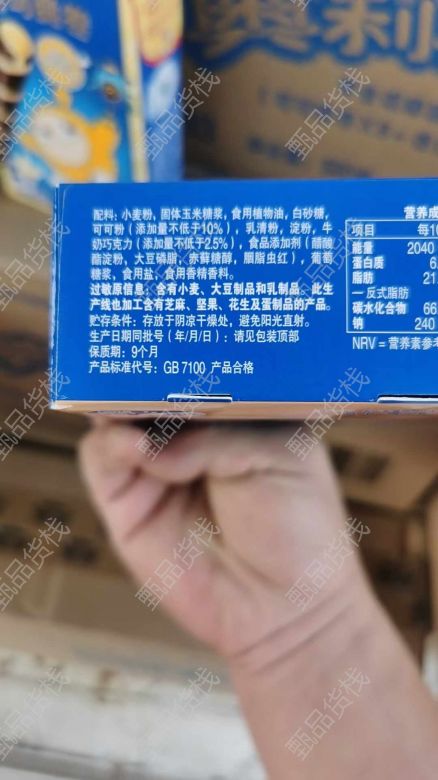 配料：小麦粉，固体玉米糖浆，食用植物油，白砂糖，
可可粉（添加量不低于10%），乳清粉，淀粉，牛
奶巧克力（添加量不低于2.5%），食品添加剂（醋酸
酯淀粉，大豆磷脂，赤藓糖醇，胭脂虫红），葡萄
糖浆，食用盐，食用香精香料。
过敏原信息：含有小麦、大豆制品和乳制品。此生
产线也加工含有芝麻、坚果、花生及蛋制品的产品。
贮存条件：存放于阴凉干燥处，避免阳光直射。
生产日期同批号（年/月/日）：请见包装顶部
保质期：9个月
产品标准代号：GB 7100 产品合格
营养成
项目 每10
能量 2040
蛋白质 6.
脂肪 21.
一反式脂肪
碳水化合物 66.
钠 240
NRV = 营养素参考
甄品货栈